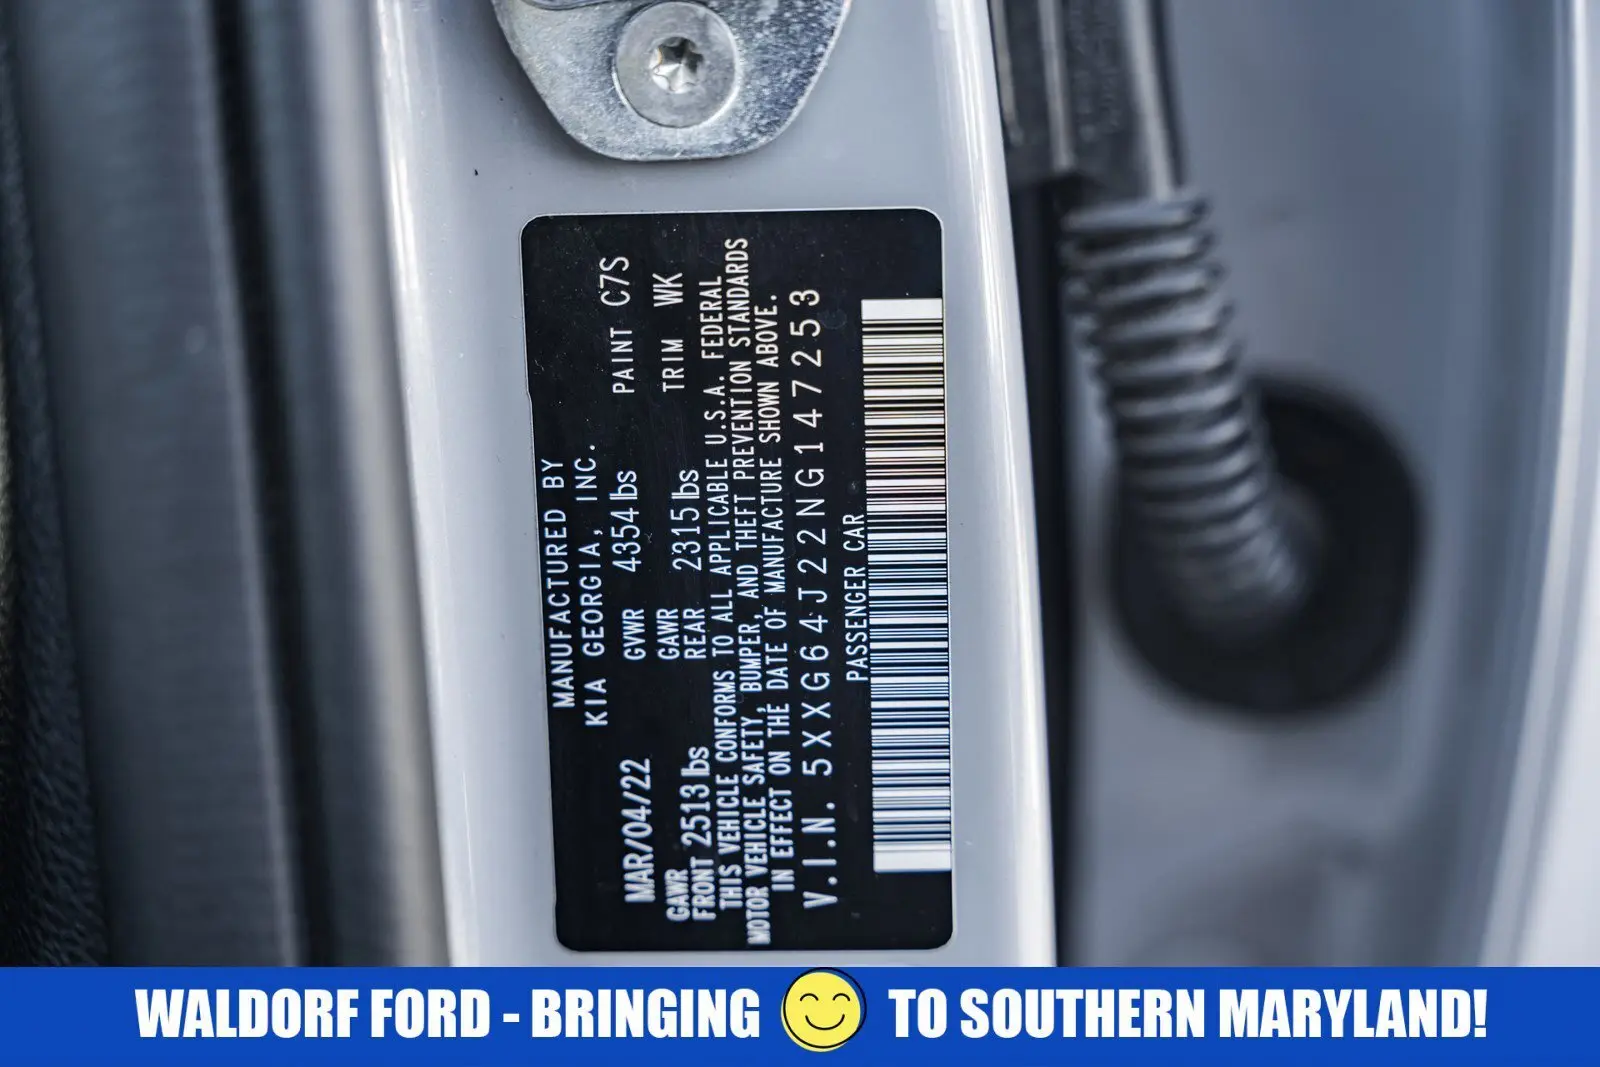 MANUFACTURED BY
KIA GEORGIA, INC.
MAR/04/22 GVWR 4354 lbs PAINT C7S
GAWR FRONT 2513 lbs GAWR REAR 2315 lbs TRIM WK
THIS VEHICLE CONFORMS TO ALL APPLICABLE U.S.A. FEDERAL
MOTOR VEHICLE SAFETY, BUMPER, AND THEFT PREVENTION STANDARDS
IN EFFECT ON THE DATE OF MANUFACTURE SHOWN ABOVE.
V.I.N. 5XXG64J22NG147253
PASSENGER CAR
WALDORF FORD - BRINGING TO SOUTHERN MARYLAND!